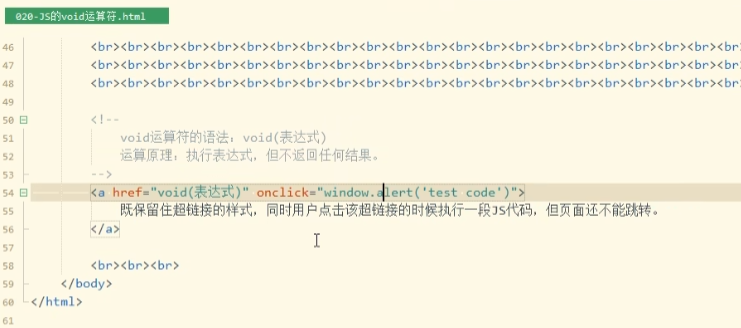 020-JS的void运算符.html
46 <br><br><br><br><br><br><br><br><br><br><br><br><br><br><br><br><br><br><br><br><br><br>
47 <br><br><br><br><br><br><br><br><br><br><br><br><br><br><br><br><br><br><br><br><br><br>
48 <br><br><br><br><br><br><br><br><br><br><br><br><br><br><br><br><br><br><br><br><br><br>
49
50 <!--
51 void运算符的语法：void(表达式)
52 运算原理：执行表达式，但不返回任何结果。
53 -->
54 <a href="void(表达式)" onclick="window.alert('test code')">
55 既保留住超链接的样式，同时用户点击该超链接的时候执行一段JS代码，但页面还不能跳转。
56 </a>
57
58 <br><br><br>
59 </body>
60 </html>
61